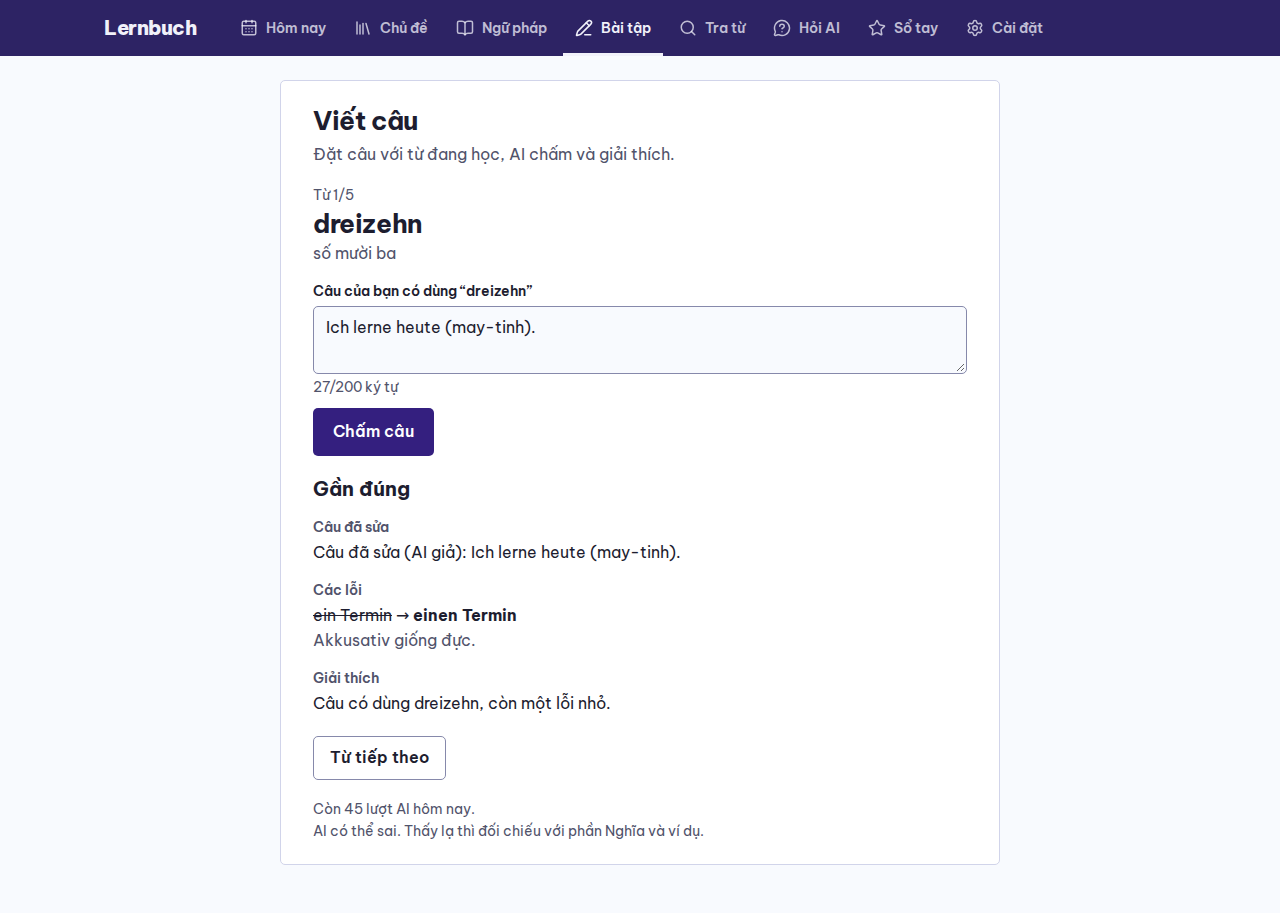 Lernbuch
Hôm nay
Chủ đề
Ngữ pháp
Bài tập
Tra từ
Hỏi AI
Sổ tay
Cài đặt
Viết câu
Đặt câu với từ đang học, AI chấm và giải thích.
Từ 1/5
dreizehn
số mười ba
Câu của bạn có dùng “dreizehn”
Ich lerne heute (may-tinh).
27/200 ký tự
Chấm câu
Gần đúng
Câu đã sửa
Câu đã sửa (AI giả): Ich lerne heute (may-tinh).
Các lỗi
ein Termin → einen Termin
Akkusativ giống đực.
Giải thích
Câu có dùng dreizehn, còn một lỗi nhỏ.
Từ tiếp theo
Còn 45 lượt AI hôm nay.
AI có thể sai. Thấy lạ thì đối chiếu với phần Nghĩa và ví dụ.